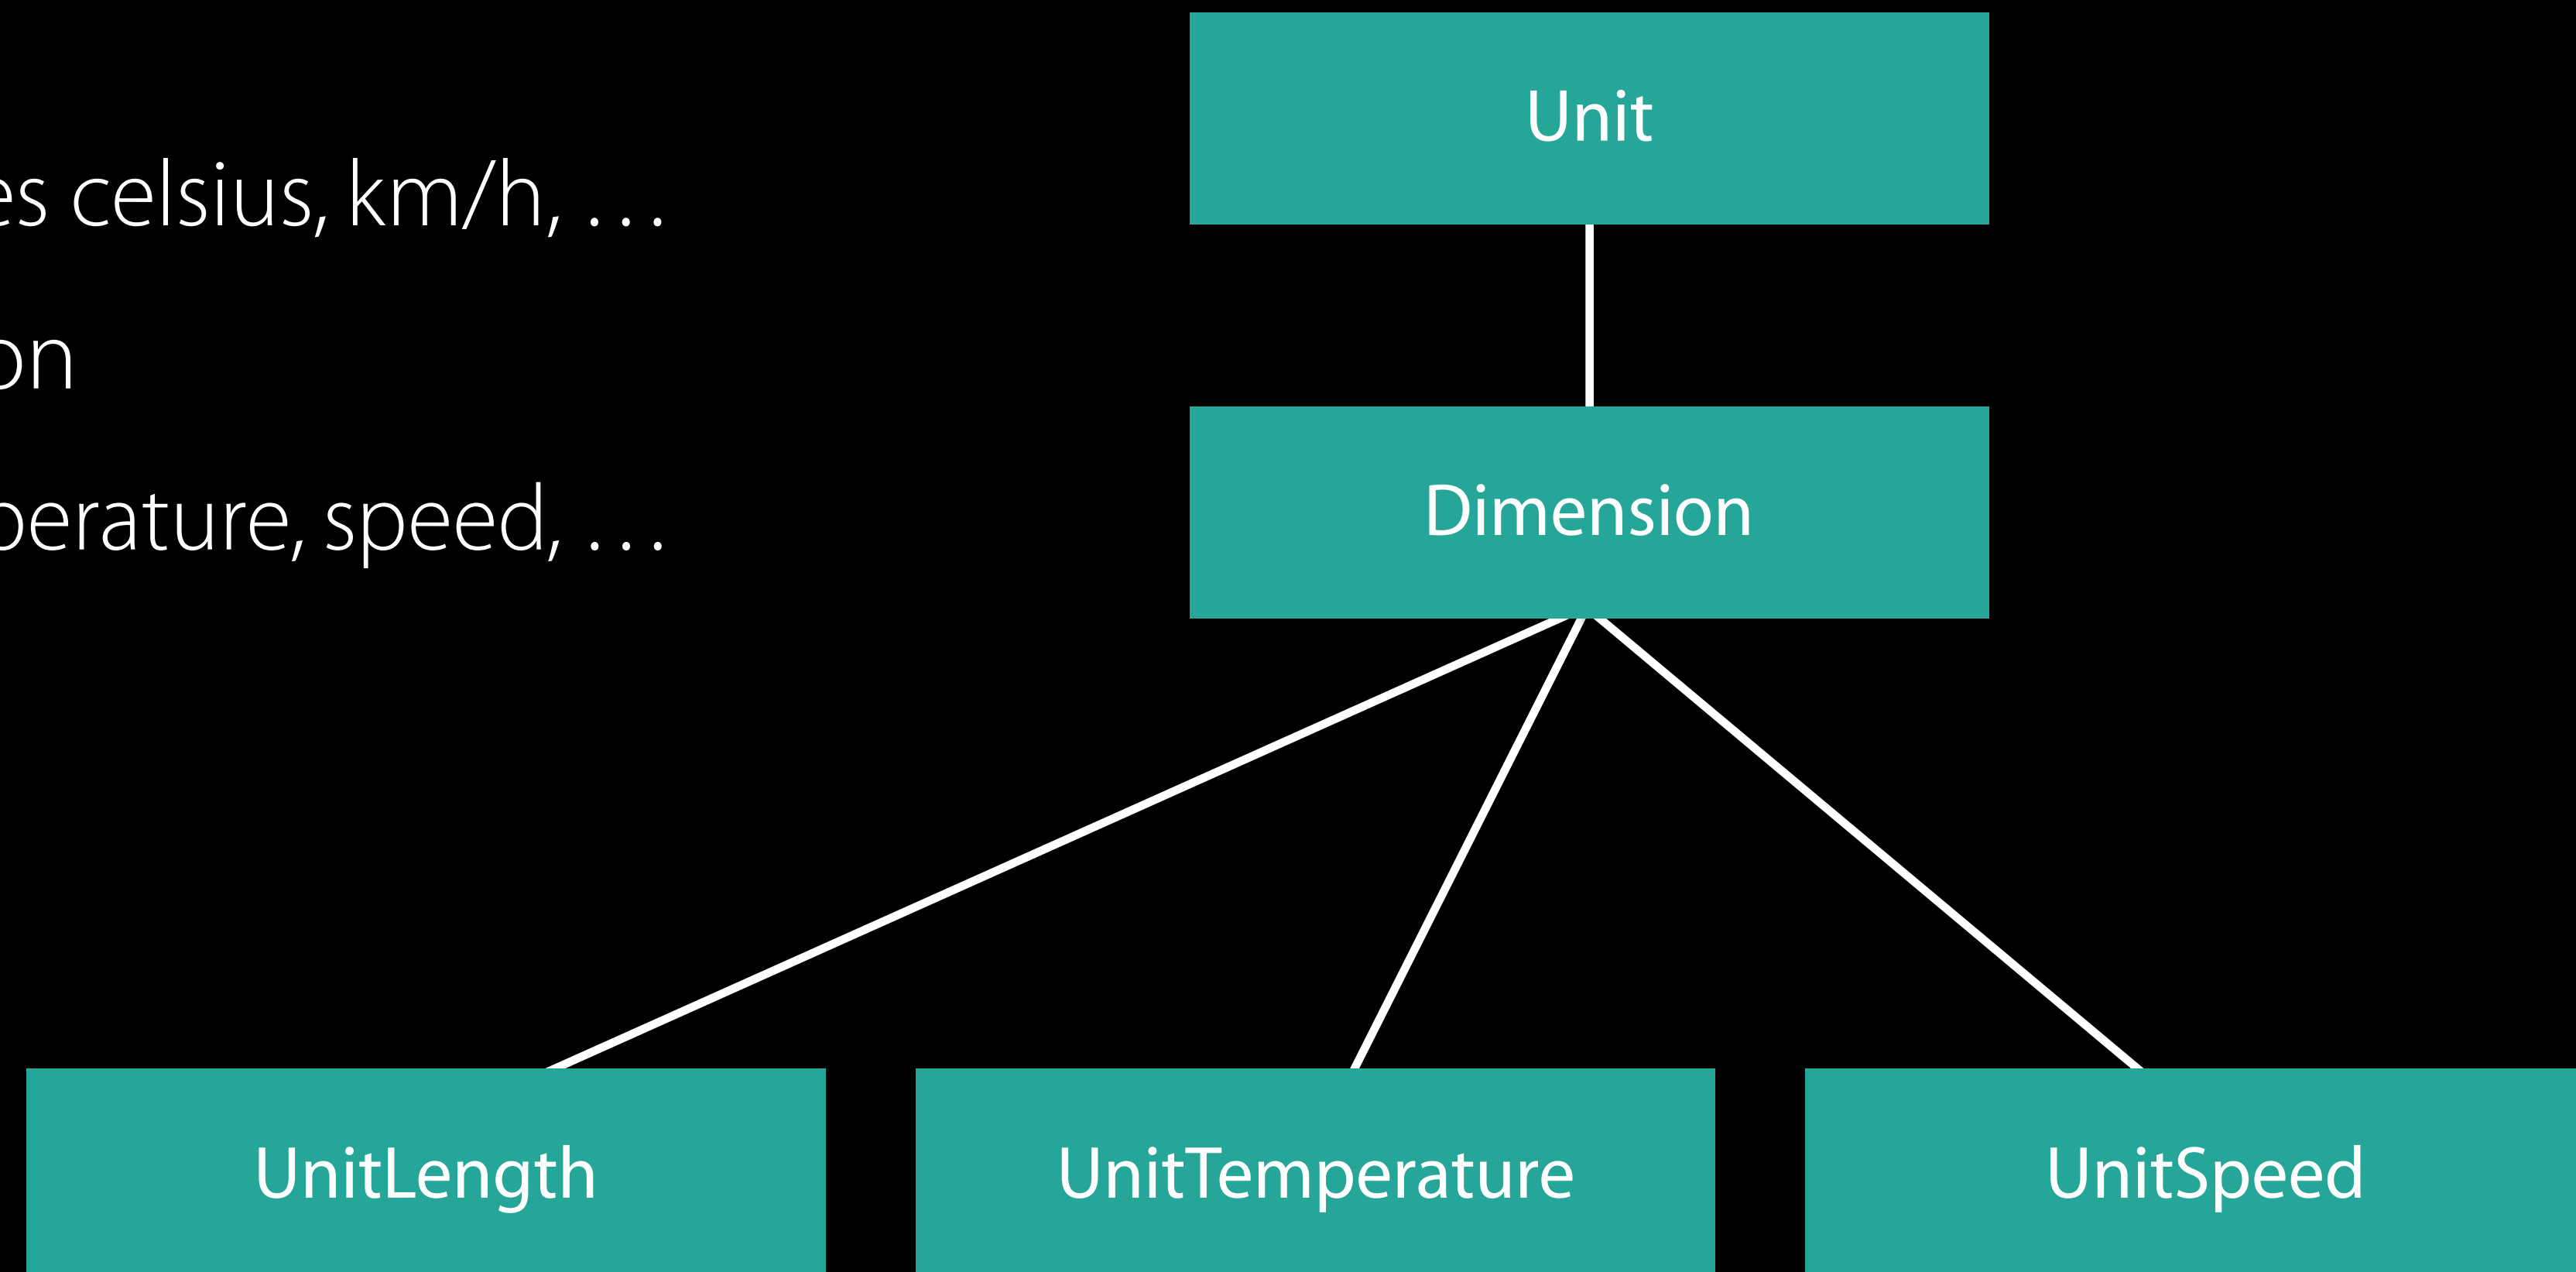 Unit
es celsius, km/h, …
on
perature, speed, …
Dimension
UnitLength
UnitTemperature
UnitSpeed